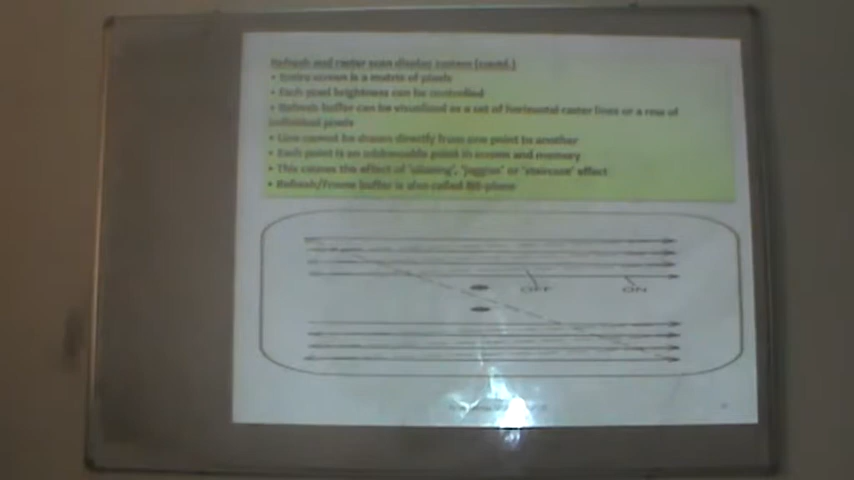 Refresh and raster scan display system (contd.)
• Entire screen is a matrix of pixels
• Each pixel brightness can be controlled
• Refresh buffer can be visualized as a set of horizontal raster lines or a row of
individual pixels
• Line cannot be drawn directly from one point to another
• Each point is an addressable point in screen and memory
• This causes the effect of 'aliasing', 'jaggies' or 'staircase' effect
• Refresh/Frame buffer is also called Bit-plane
OFF ON